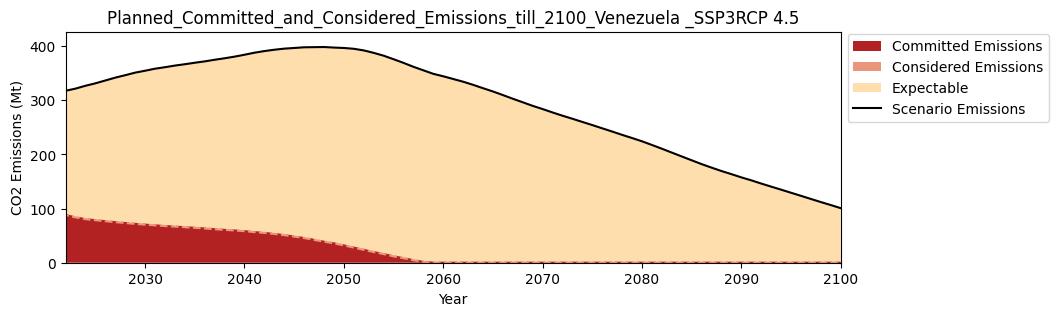 Planned_Committed_and_Considered_Emissions_till_2100_Venezuela _SSP3RCP 4.5
Committed Emissions
Considered Emissions
Expectable
Scenario Emissions
CO2 Emissions (Mt)
400
300
200
100
0
2030 2040 2050 2060 2070 2080 2090 2100
Year